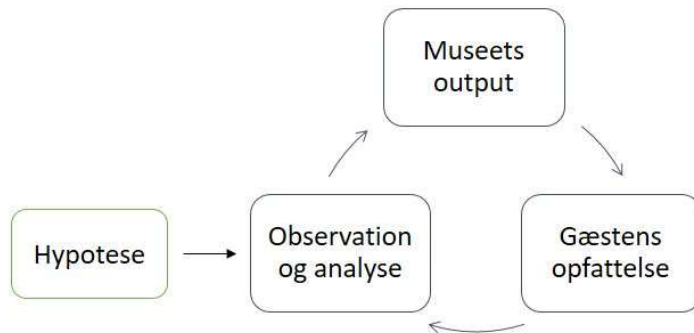 Museets
output
Hypotese
Observation
og analyse
Gæstens
opfattelse